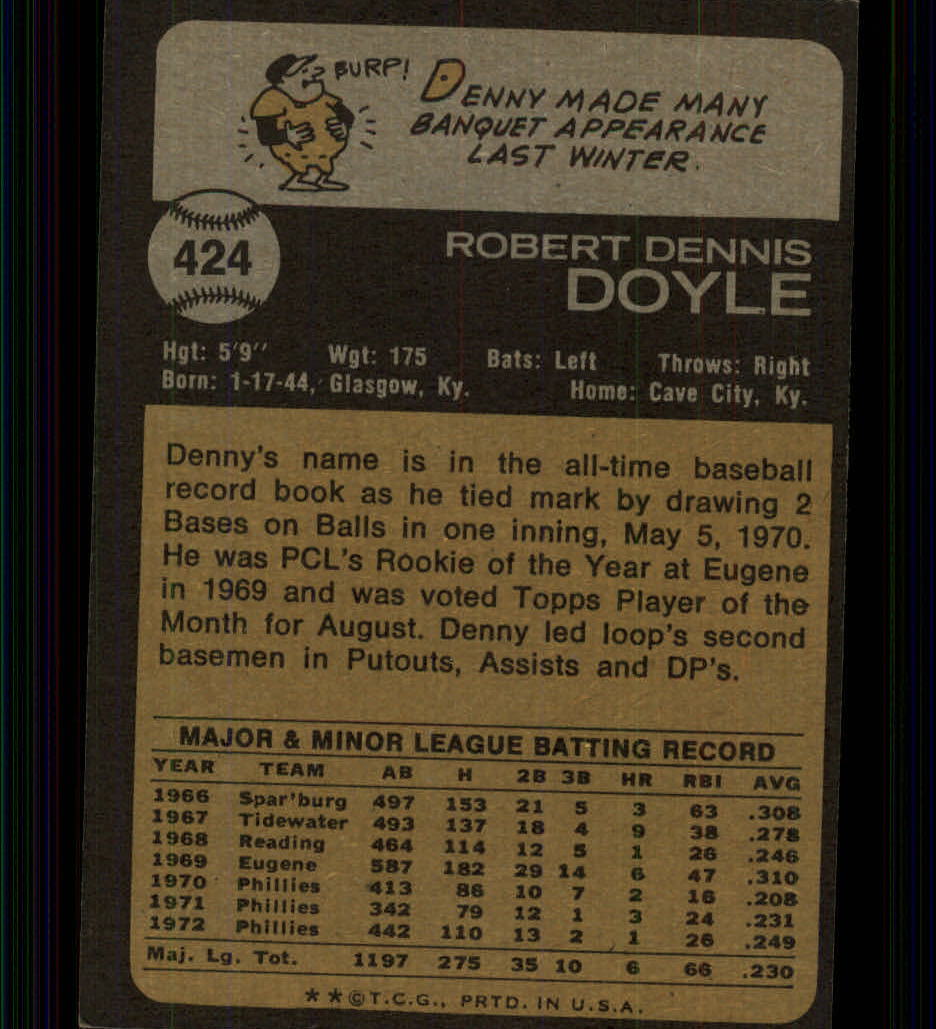 BURP!
DENNY MADE MANY
BANQUET APPEARANCE
LAST WINTER.
424
ROBERT DENNIS
DOYLE
Hgt: 5'9" Wgt: 175 Bats: Left Throws: Right
Born: 1-17-44, Glasgow, Ky. Home: Cave City, Ky.
Denny's name is in the all-time baseball
record book as he tied mark by drawing 2
Bases on Balls in one inning, May 5, 1970.
He was PCL's Rookie of the Year at Eugene
in 1969 and was voted Topps Player of the
Month for August. Denny led loop's second
basemen in Putouts, Assists and DP's.
MAJOR & MINOR LEAGUE BATTING RECORD
YEAR TEAM AB H 2B 3B HR RBI AVG
1966 Spar'burg 497 153 21 5 3 63 .308
1967 Tidewater 493 137 18 4 9 38 .278
1968 Reading 464 114 12 5 1 26 .246
1969 Eugene 587 182 29 14 6 47 .310
1970 Phillies 413 86 10 7 2 16 .208
1971 Phillies 342 79 12 1 3 24 .231
1972 Phillies 442 110 13 2 1 26 .249
Maj. Lg. Tot. 1197 275 35 10 6 66 .230
**©T.C.G., PRTD. IN U.S.A.